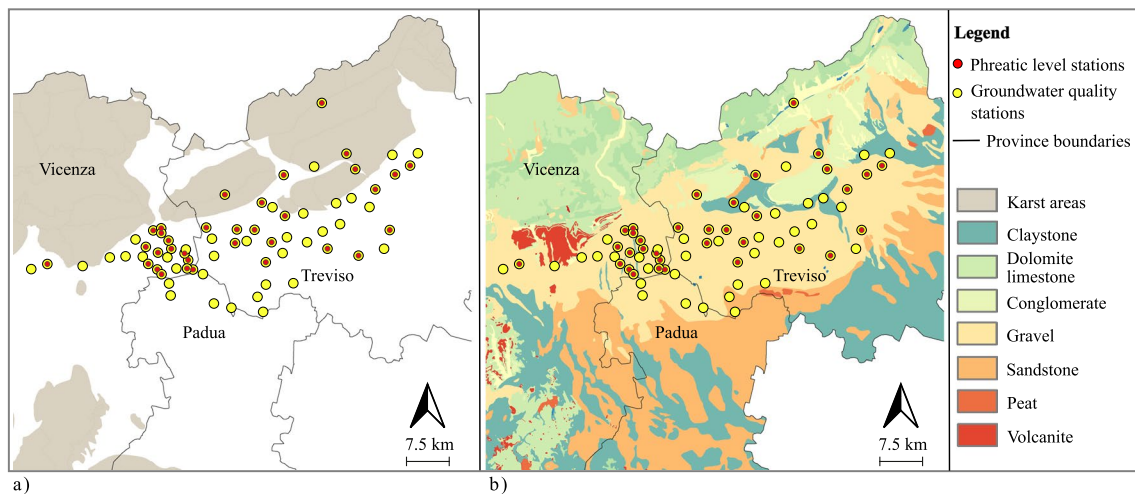 Vicenza
Treviso
Padua
7.5 km
a)
Vicenza
Treviso
Padua
7.5 km
b)
Legend
Phreatic level stations
Groundwater quality
stations
Province boundaries
Karst areas
Claystone
Dolomite
limestone
Conglomerate
Gravel
Sandstone
Peat
Volcanite